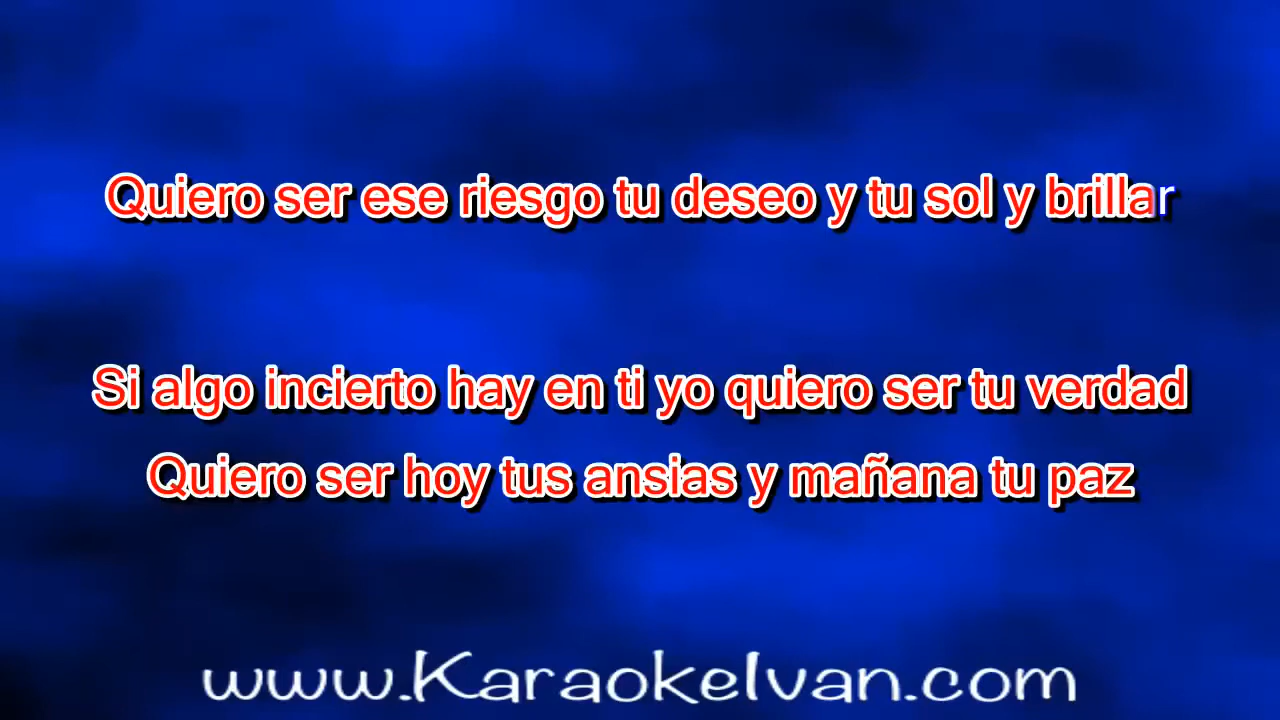 Quiero ser ese riesgo tu deseo y tu sol y brillar
Si algo incierto hay en ti yo quiero ser tu verdad
Quiero ser hoy tus ansias y mañana tu paz
www.KaraokeIvan.com